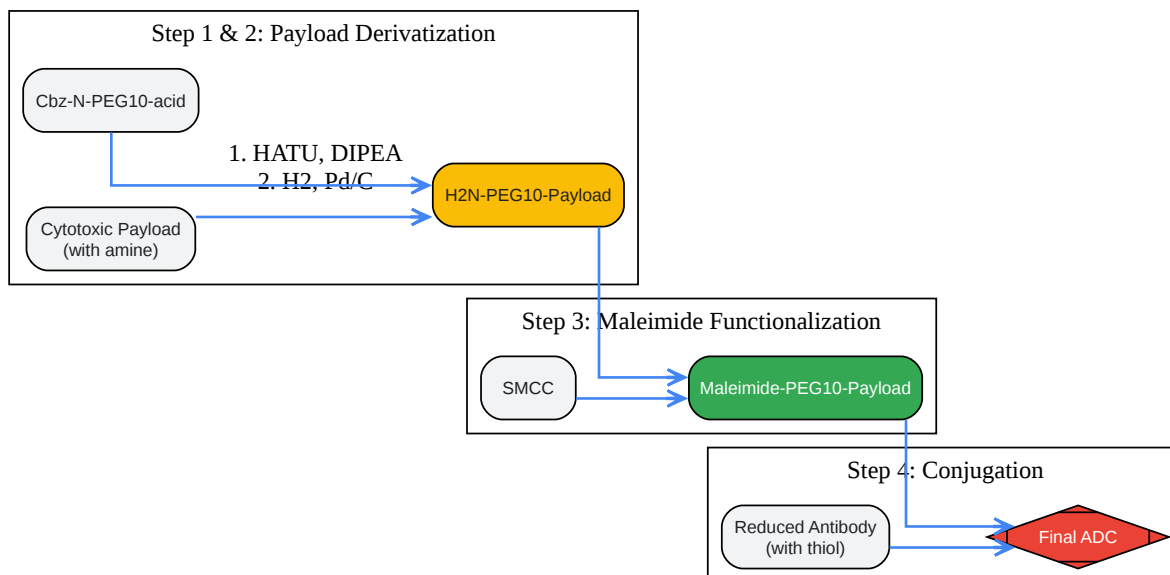 Step 1 & 2: Payload Derivatization
Cbz-N-PEG10-acid
1. HATU, DIPEA
2. H2, Pd/C
H2N-PEG10-Payload
Cytotoxic Payload
(with amine)
Step 3: Maleimide Functionalization
SMCC
Maleimide-PEG10-Payload
Step 4: Conjugation
Reduced Antibody
(with thiol)
Final ADC